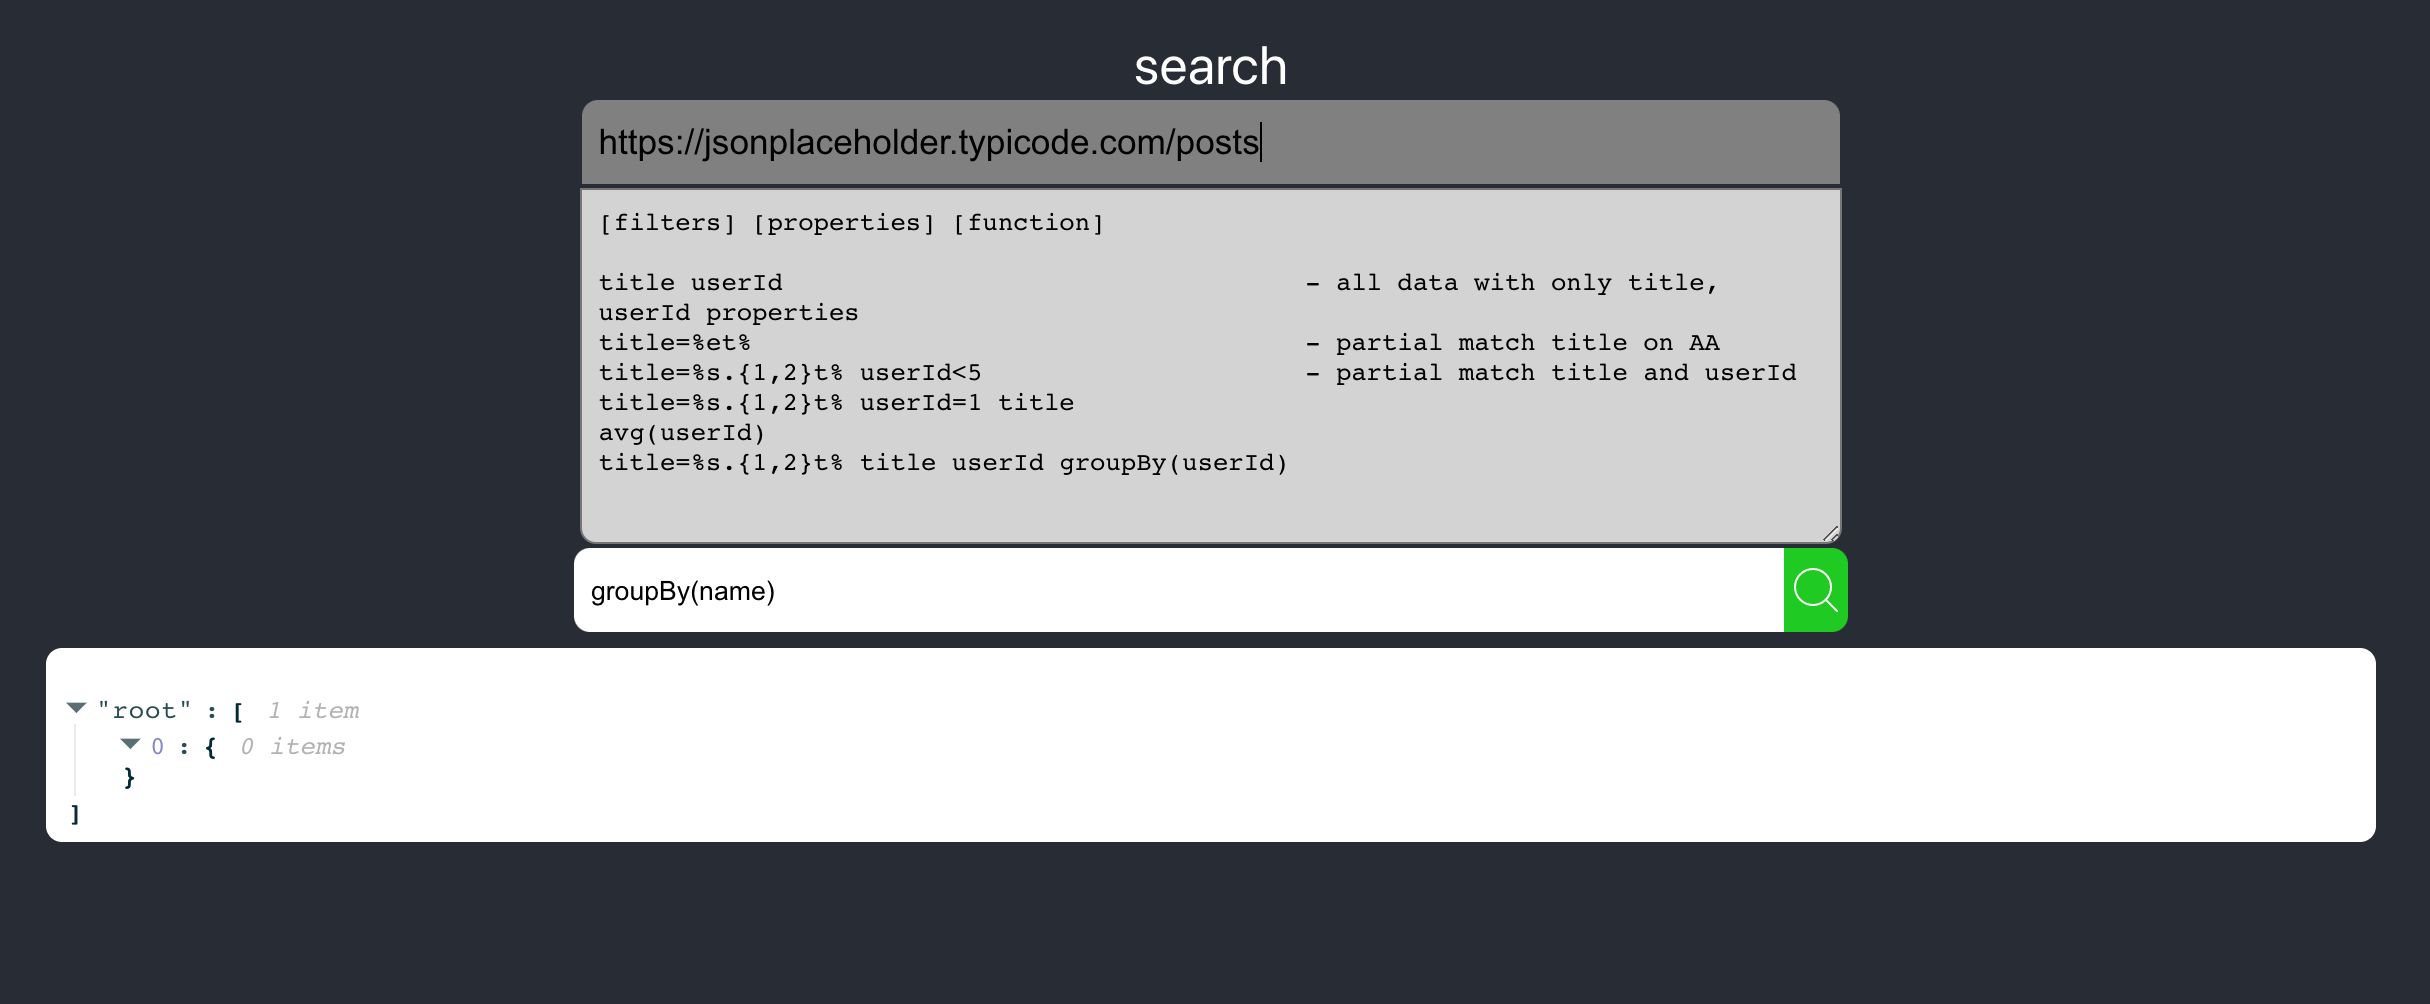 search
https://jsonplaceholder.typicode.com/posts
[filters] [properties] [function]
title userId - all data with only title,
userId properties
title=%et% - partial match title on AA
title=%s.{1,2}t% userId<5 - partial match title and userId
title=%s.{1,2}t% userId=1 title
avg(userId)
title=%s.{1,2}t% title userId groupBy(userId)
groupBy(name)
"root" : [ 1 item
0 : { 0 items
}
]